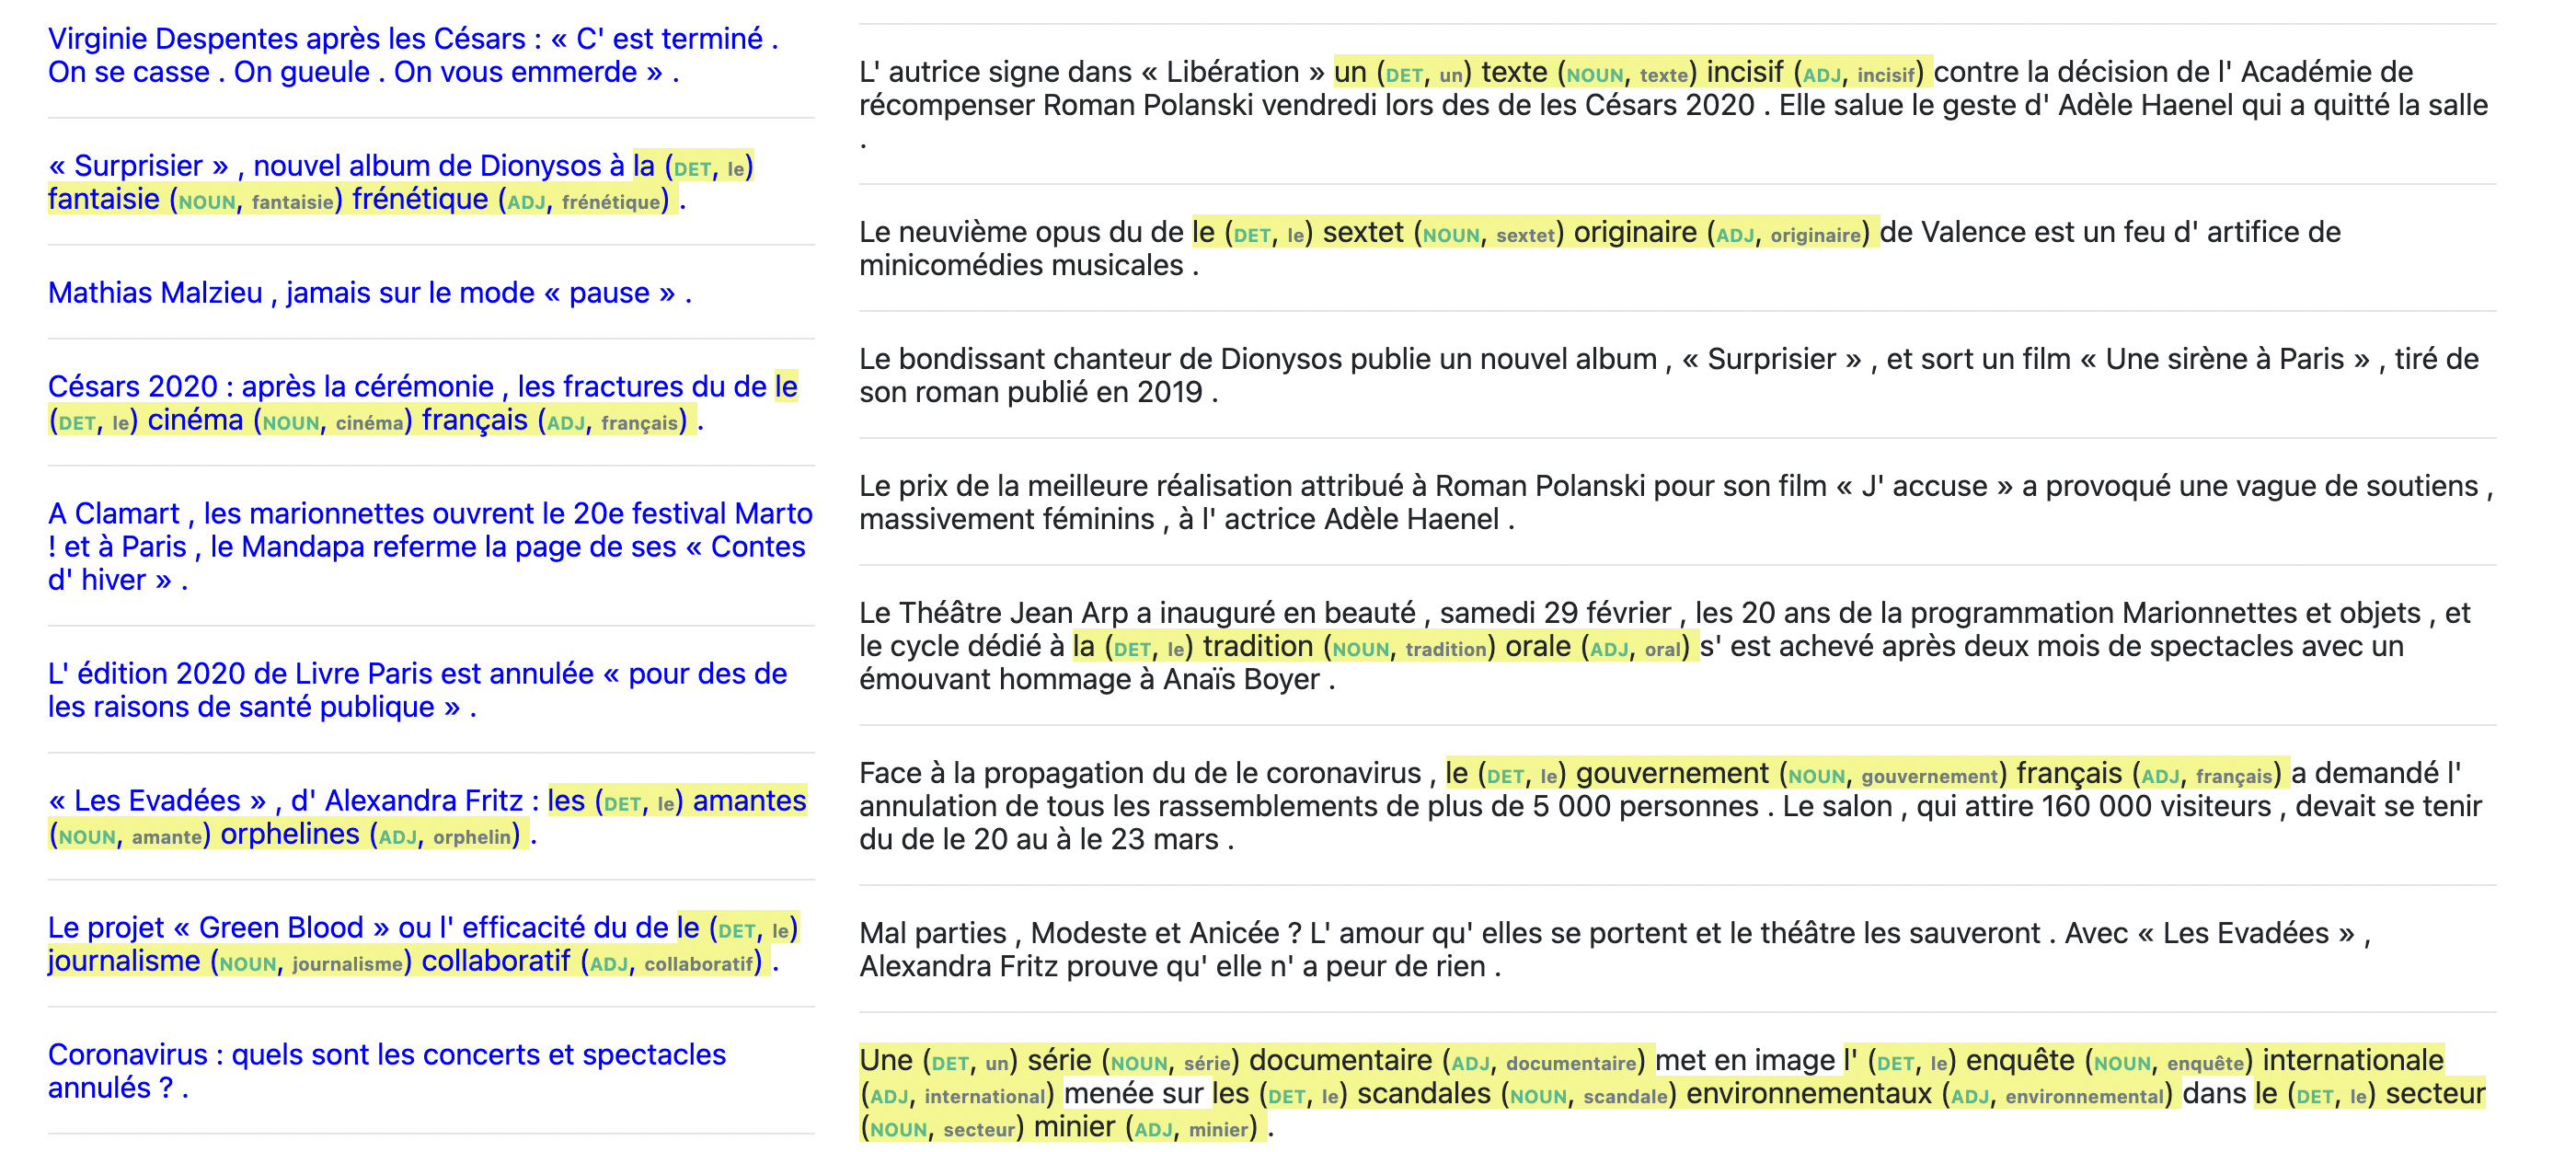 Virginie Despentes après les Césars : « C' est terminé .
On se casse . On gueule . On vous emmerde » .
« Surprisier » , nouvel album de Dionysos à la (DET, le)
fantaisie (NOUN, fantaisie) frénétique (ADJ, frénétique) .
Mathias Malzieu , jamais sur le mode « pause » .
Césars 2020 : après la cérémonie , les fractures du de le
(DET, le) cinéma (NOUN, cinéma) français (ADJ, français) .
A Clamart , les marionnettes ouvrent le 20e festival Marto
! et à Paris , le Mandapa referme la page de ses « Contes
d' hiver » .
L' édition 2020 de Livre Paris est annulée « pour des de
les raisons de santé publique » .
« Les Evadées » , d' Alexandra Fritz : les (DET, le) amantes
(NOUN, amante) orphelines (ADJ, orphelin) .
Le projet « Green Blood » ou l' efficacité du de le (DET, le)
journalisme (NOUN, journalisme) collaboratif (ADJ, collaboratif) .
Coronavirus : quels sont les concerts et spectacles
annulés ? .
L' autrice signe dans « Libération » un (DET, un) texte (NOUN, texte) incisif (ADJ, incisif) contre la décision de l' Académie de
récompenser Roman Polanski vendredi lors des de les Césars 2020 . Elle salue le geste d' Adèle Haenel qui a quitté la salle
.
Le neuvième opus du de le (DET, le) sextet (NOUN, sextet) originaire (ADJ, originaire) de Valence est un feu d' artifice de
minicomédies musicales .
Le bondissant chanteur de Dionysos publie un nouvel album , « Surprisier » , et sort un film « Une sirène à Paris » , tiré de
son roman publié en 2019 .
Le prix de la meilleure réalisation attribué à Roman Polanski pour son film « J' accuse » a provoqué une vague de soutiens ,
massivement féminins , à l' actrice Adèle Haenel .
Le Théâtre Jean Arp a inauguré en beauté , samedi 29 février , les 20 ans de la programmation Marionnettes et objets , et
le cycle dédié à la (DET, le) tradition (NOUN, tradition) orale (ADJ, oral) s' est achevé après deux mois de spectacles avec un
émouvant hommage à Anaïs Boyer .
Face à la propagation du de le coronavirus , le (DET, le) gouvernement (NOUN, gouvernement) français (ADJ, français) a demandé l'
annulation de tous les rassemblements de plus de 5 000 personnes . Le salon , qui attire 160 000 visiteurs , devait se tenir
du de le 20 au à le 23 mars .
Mal parties , Modeste et Anicée ? L' amour qu' elles se portent et le théâtre les sauveront . Avec « Les Evadées » ,
Alexandra Fritz prouve qu' elle n' a peur de rien .
Une (DET, un) série (NOUN, série) documentaire (ADJ, documentaire) met en image l' (DET, le) enquête (NOUN, enquête) internationale
(ADJ, international) menée sur les (DET, le) scandales (NOUN, scandale) environnementaux (ADJ, environnemental) dans le (DET, le) secteur
(NOUN, secteur) minier (ADJ, minier) .